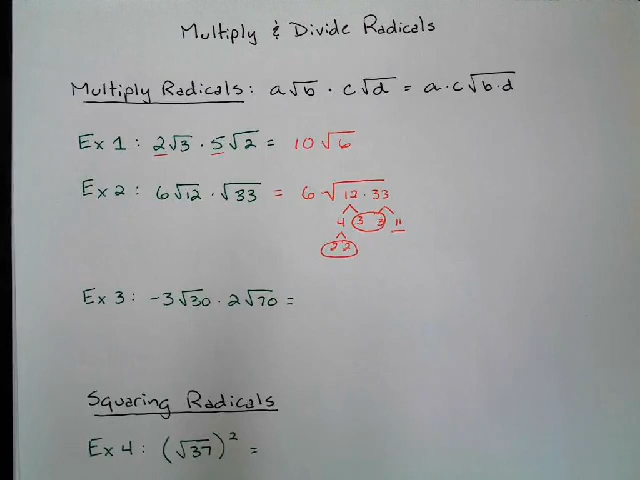 Multiply & Divide Radicals
Multiply Radicals: a√b · c√d = a·c√b·d
Ex 1: 2√3 · 5√2 = 10√6
Ex 2: 6√12 · √33 = 6√12·33
4 3 3 11
2 2
Ex 3: -3√30 · 2√70 =
Squaring Radicals
Ex 4: (√37)² =